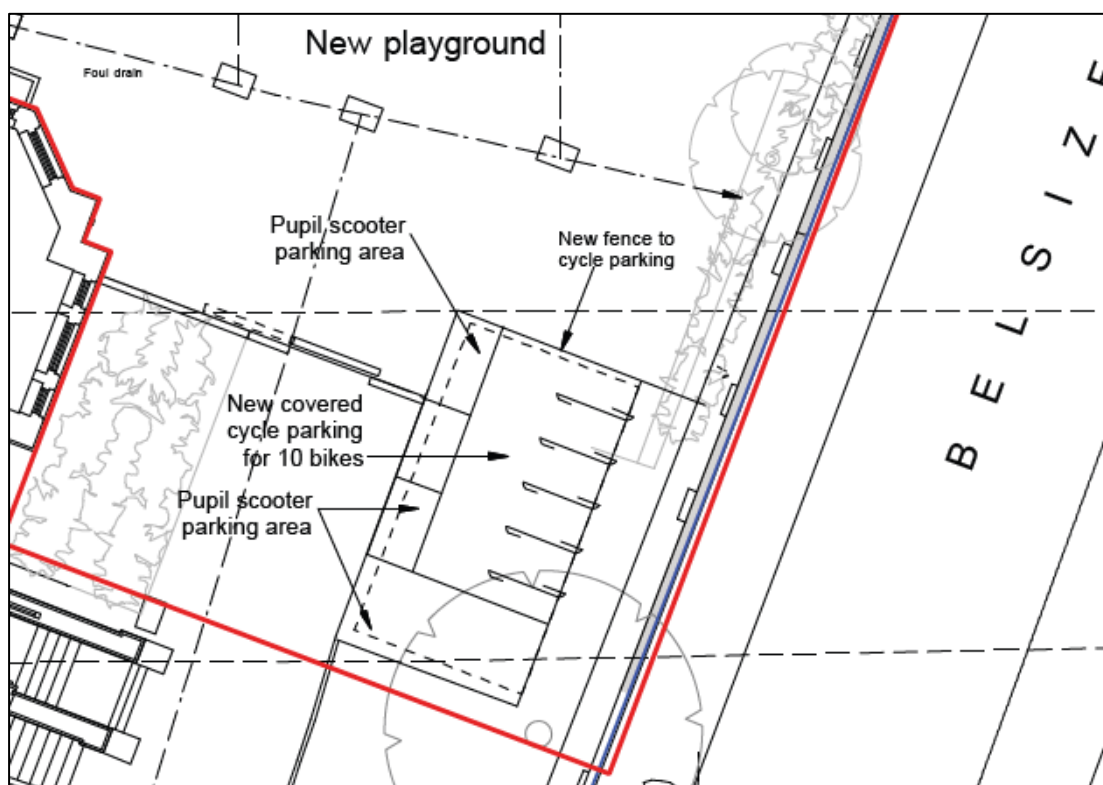 New playground
Foul drain
Pupil scooter
parking area
New fence to
cycle parking
BELSIZE
New covered
cycle parking
for 10 bikes
Pupil scooter
parking area